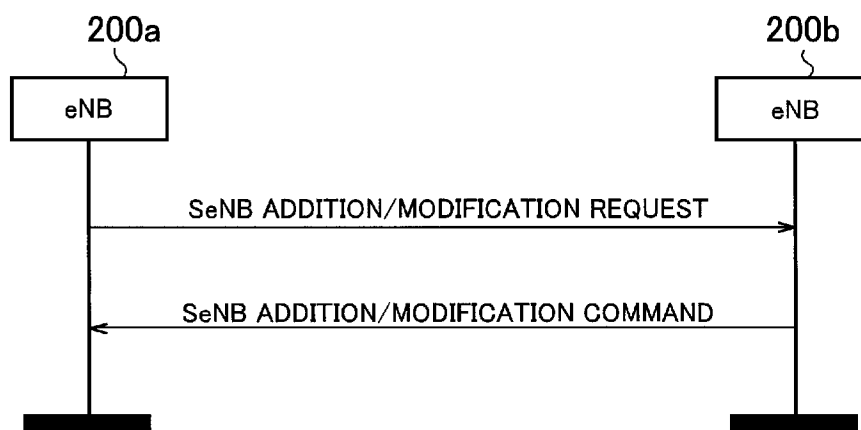 200a
200b
eNB
eNB
SeNB ADDITION/MODIFICATION REQUEST
SeNB ADDITION/MODIFICATION COMMAND